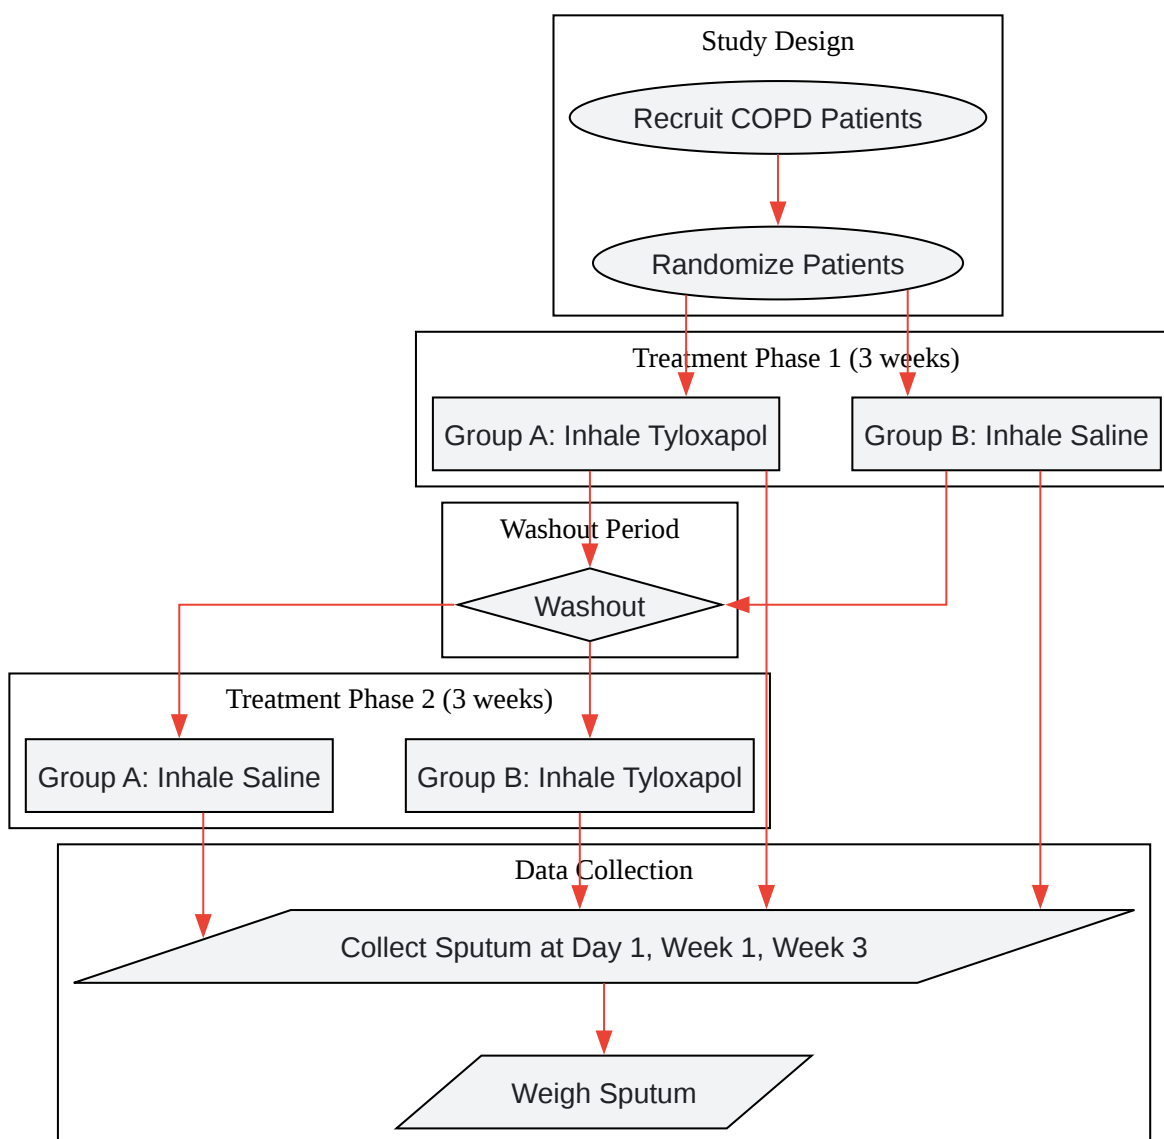 Study Design
Recruit COPD Patients
Randomize Patients
Treatment Phase 1 (3 weeks)
Group A: Inhale Tyloxapol
Group B: Inhale Saline
Washout Period
Washout
Treatment Phase 2 (3 weeks)
Group A: Inhale Saline
Group B: Inhale Tyloxapol
Data Collection
Collect Sputum at Day 1, Week 1, Week 3
Weigh Sputum